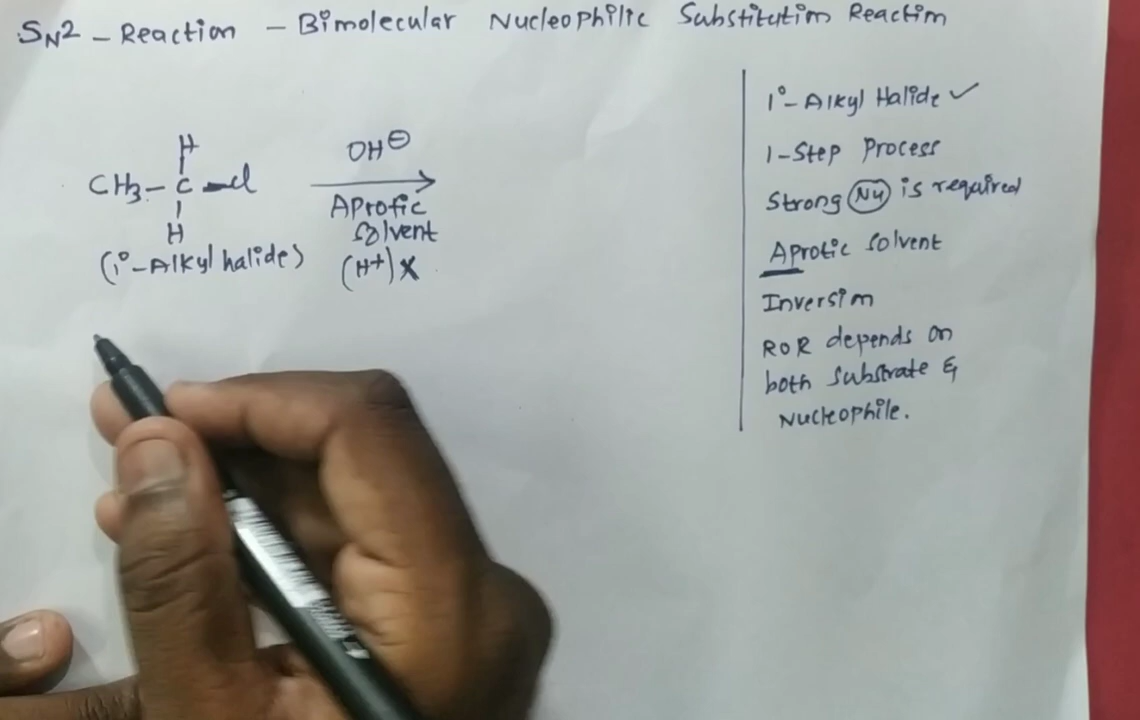 SN2 - Reaction - Bimolecular Nucleophilic Substitution Reaction
H
CH3 - C - Cl
H
(1° - Alkyl halide)
OH⊖
Aprotic
Solvent
(H+) X
1° - Alkyl Halide ✓
1 - Step Process
Strong Nu is required
Aprotic solvent
Inversion
ROR depends on
both substrate &
Nucleophile.